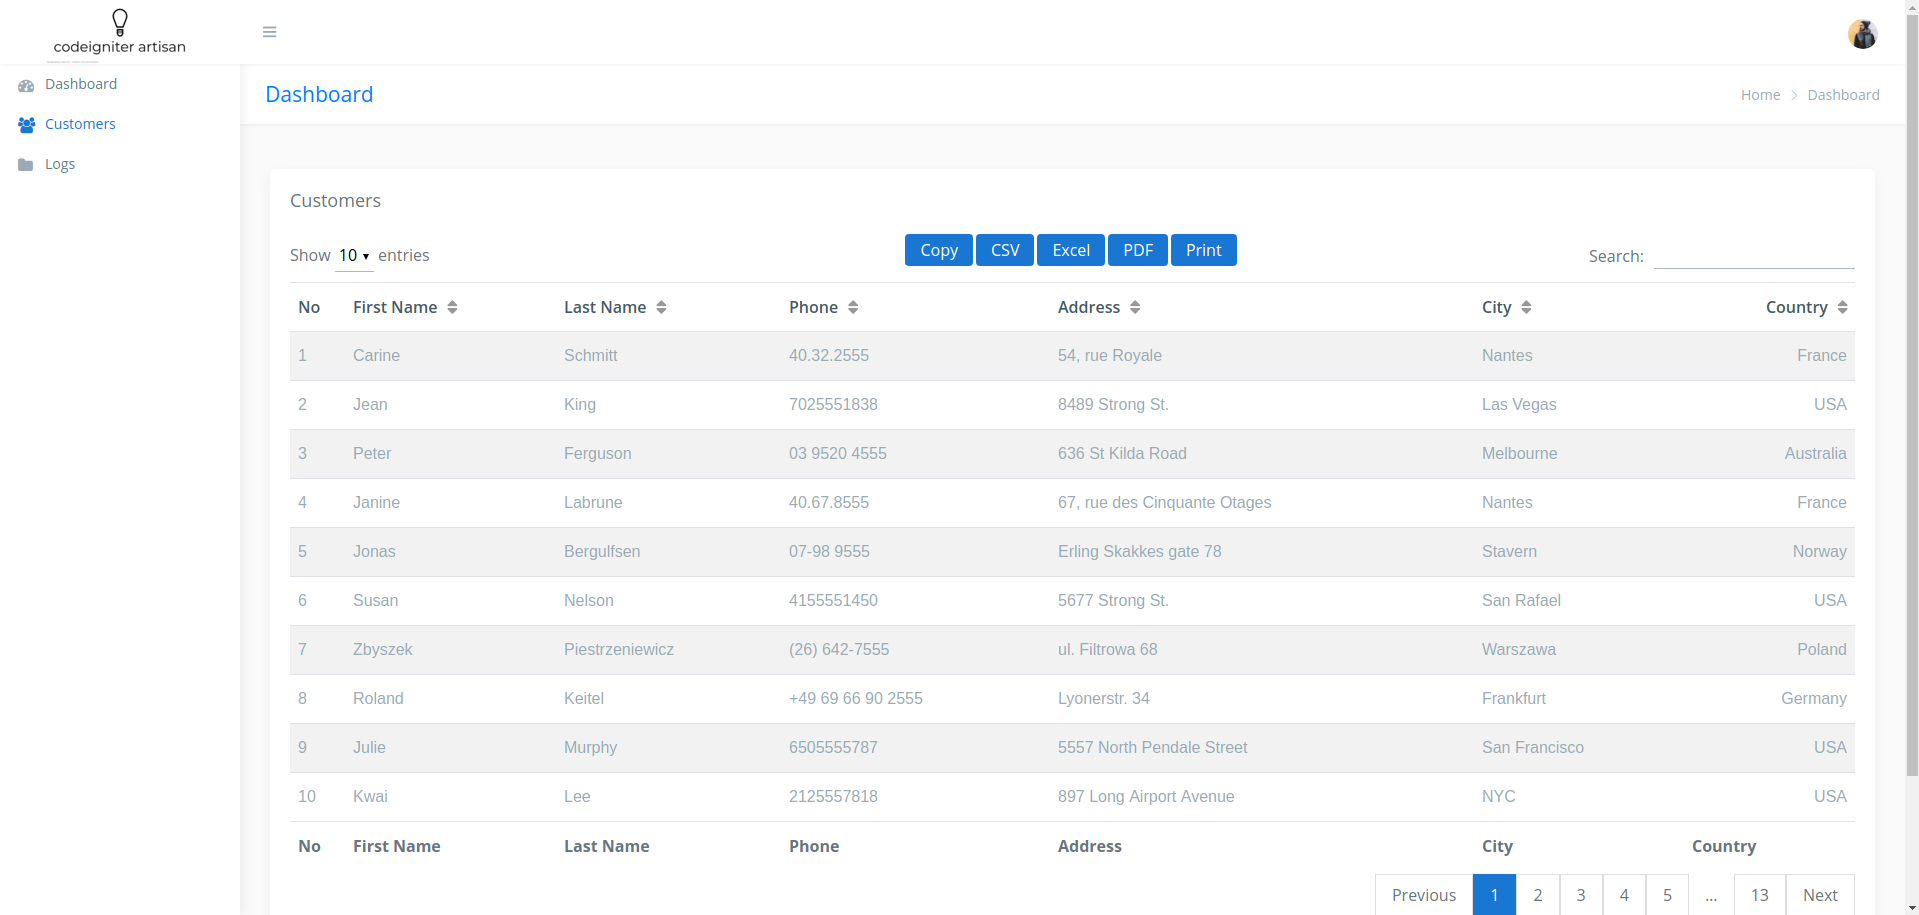 codeigniter artisan
Dashboard
Customers
Logs
Dashboard
Home Dashboard
Customers
Show 10 entries
Copy CSV Excel PDF Print
Search:
No First Name Last Name Phone Address City Country
1 Carine Schmitt 40.32.2555 54, rue Royale Nantes France
2 Jean King 7025551838 8489 Strong St. Las Vegas USA
3 Peter Ferguson 03 9520 4555 636 St Kilda Road Melbourne Australia
4 Janine Labrune 40.67.8555 67, rue des Cinquante Otages Nantes France
5 Jonas Bergulfsen 07-98 9555 Erling Skakkes gate 78 Stavern Norway
6 Susan Nelson 4155551450 5677 Strong St. San Rafael USA
7 Zbyszek Piestrzeniewicz (26) 642-7555 ul. Filtrowa 68 Warszawa Poland
8 Roland Keitel +49 69 66 90 2555 Lyonerstr. 34 Frankfurt Germany
9 Julie Murphy 6505555787 5557 North Pendale Street San Francisco USA
10 Kwai Lee 2125557818 897 Long Airport Avenue NYC USA
No First Name Last Name Phone Address City Country
Previous 1 2 3 4 5 ... 13 Next